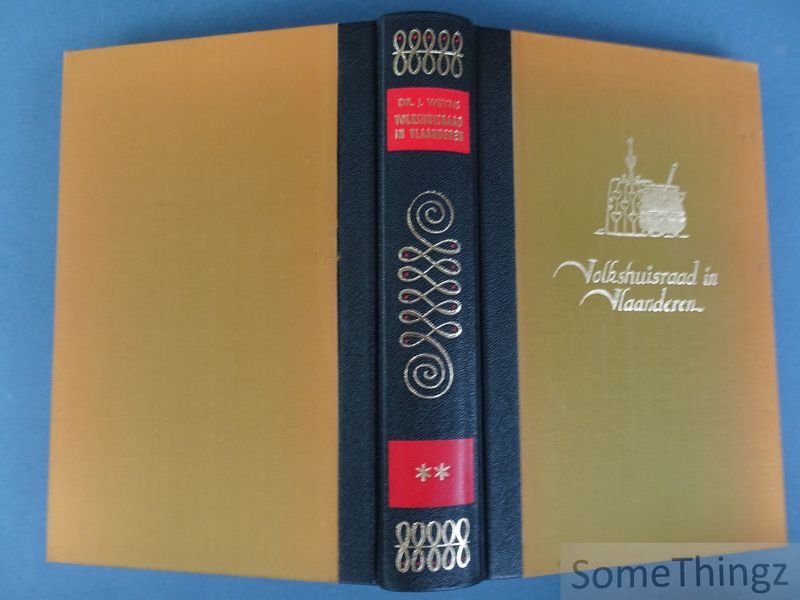 DR. J. WEYNS
VOLKSHUISRAAD
IN VLAANDEREN
**
Volkshuisraad in
Vlaanderen
SomeThingz